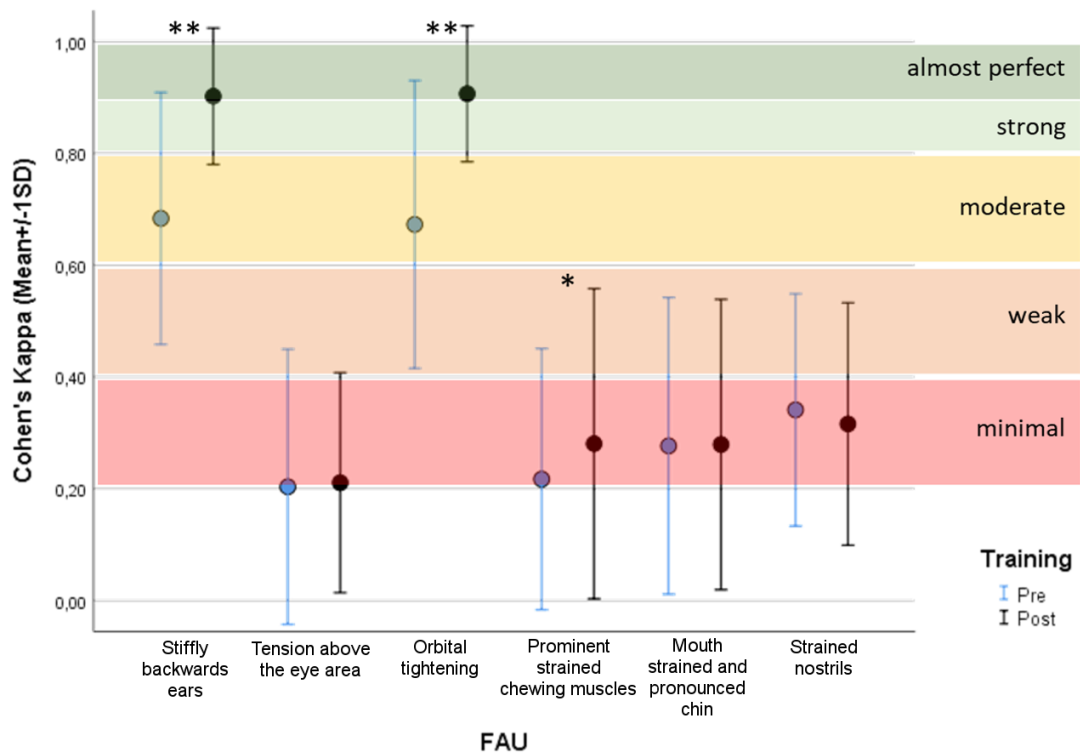 **
**
1,00
almost perfect
strong
0,80
moderate
0,60
*
weak
0,40
minimal
0,20
0,00
Cohen's Kappa (Mean+/-1SD)
Training
Pre
Post
Stiffly
backwards
ears
Tension above
the eye area
Orbital
tightening
Prominent
strained
chewing muscles
Mouth
strained and
pronounced
chin
Strained
nostrils
FAU